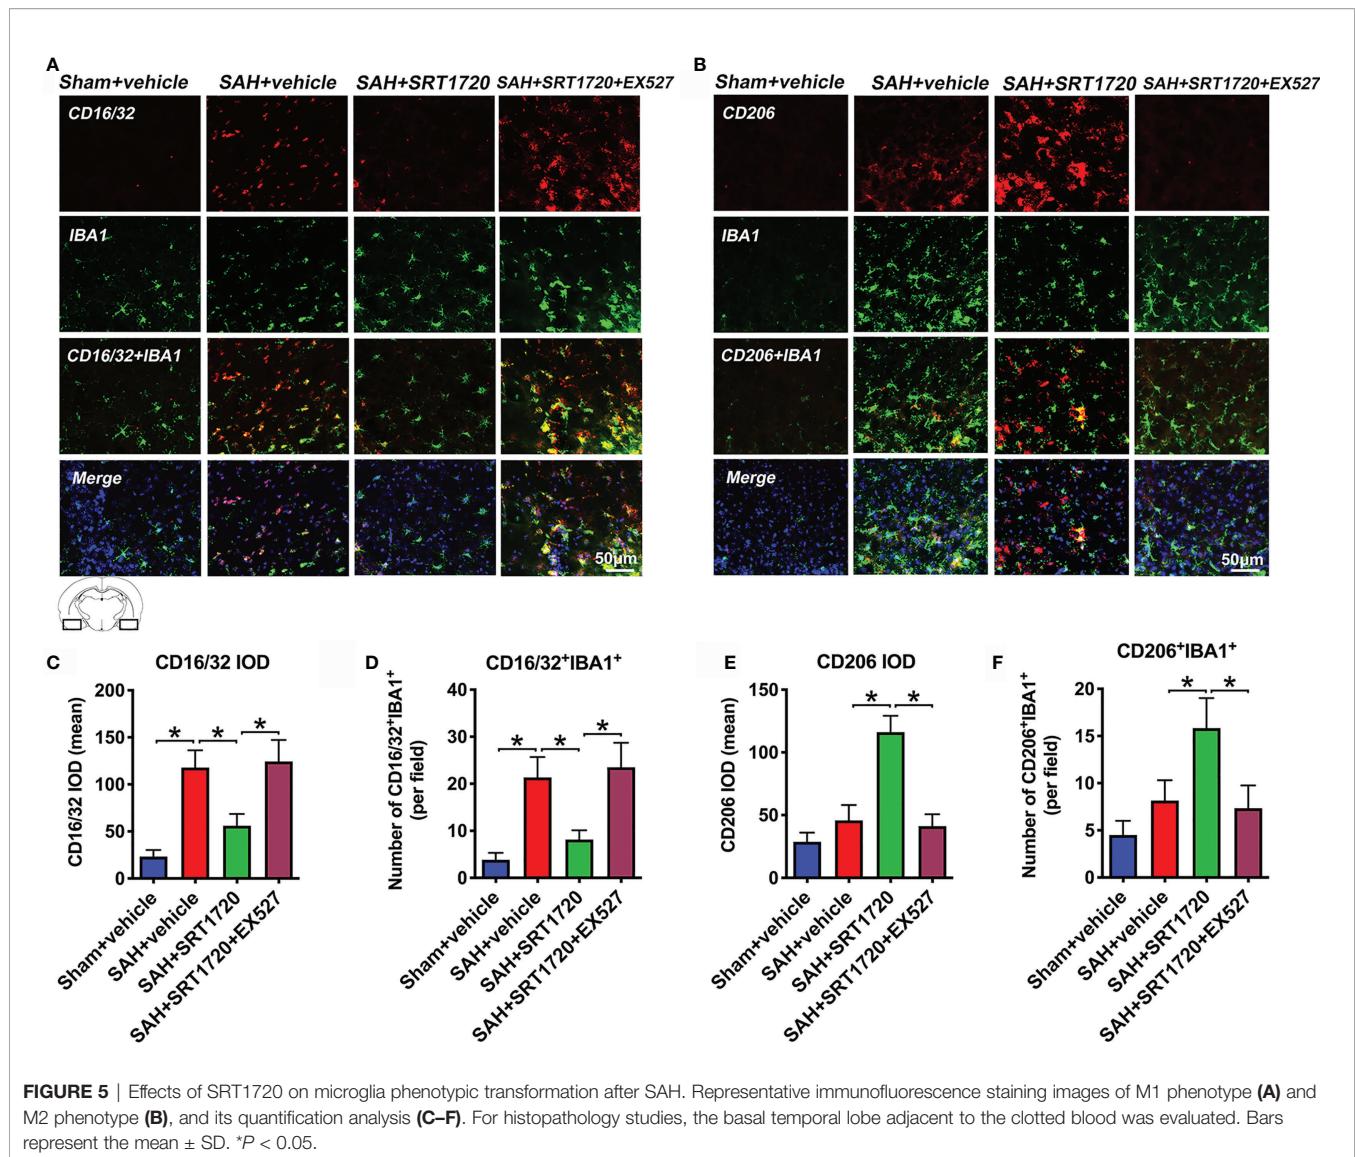 A
Sham+vehicle SAH+vehicle SAH+SRT1720 SAH+SRT1720+EX527
CD16/32
IBA1
CD16/32+IBA1
Merge
50µm
B
Sham+vehicle SAH+vehicle SAH+SRT1720 SAH+SRT1720+EX527
CD206
IBA1
CD206+IBA1
Merge
50µm
C
CD16/32 IOD
CD16/32 IOD (mean)
200
150
100
50
0
* * *
Sham+vehicle
SAH+vehicle
SAH+SRT1720
SAH+SRT1720+EX527
D
CD16/32⁺IBA1⁺
Number of CD16/32⁺IBA1⁺
(per field)
40
30
20
10
0
* * *
Sham+vehicle
SAH+vehicle
SAH+SRT1720
SAH+SRT1720+EX527
E
CD206 IOD
CD206 IOD (mean)
150
100
50
0
* *
Sham+vehicle
SAH+vehicle
SAH+SRT1720
SAH+SRT1720+EX527
F
CD206⁺IBA1⁺
Number of CD206⁺IBA1⁺
(per field)
20
15
10
5
0
* *
Sham+vehicle
SAH+vehicle
SAH+SRT1720
SAH+SRT1720+EX527
FIGURE 5 | Effects of SRT1720 on microglia phenotypic transformation after SAH. Representative immunofluorescence staining images of M1 phenotype (A) and
M2 phenotype (B), and its quantification analysis (C–F). For histopathology studies, the basal temporal lobe adjacent to the clotted blood was evaluated. Bars
represent the mean ± SD. *P < 0.05.